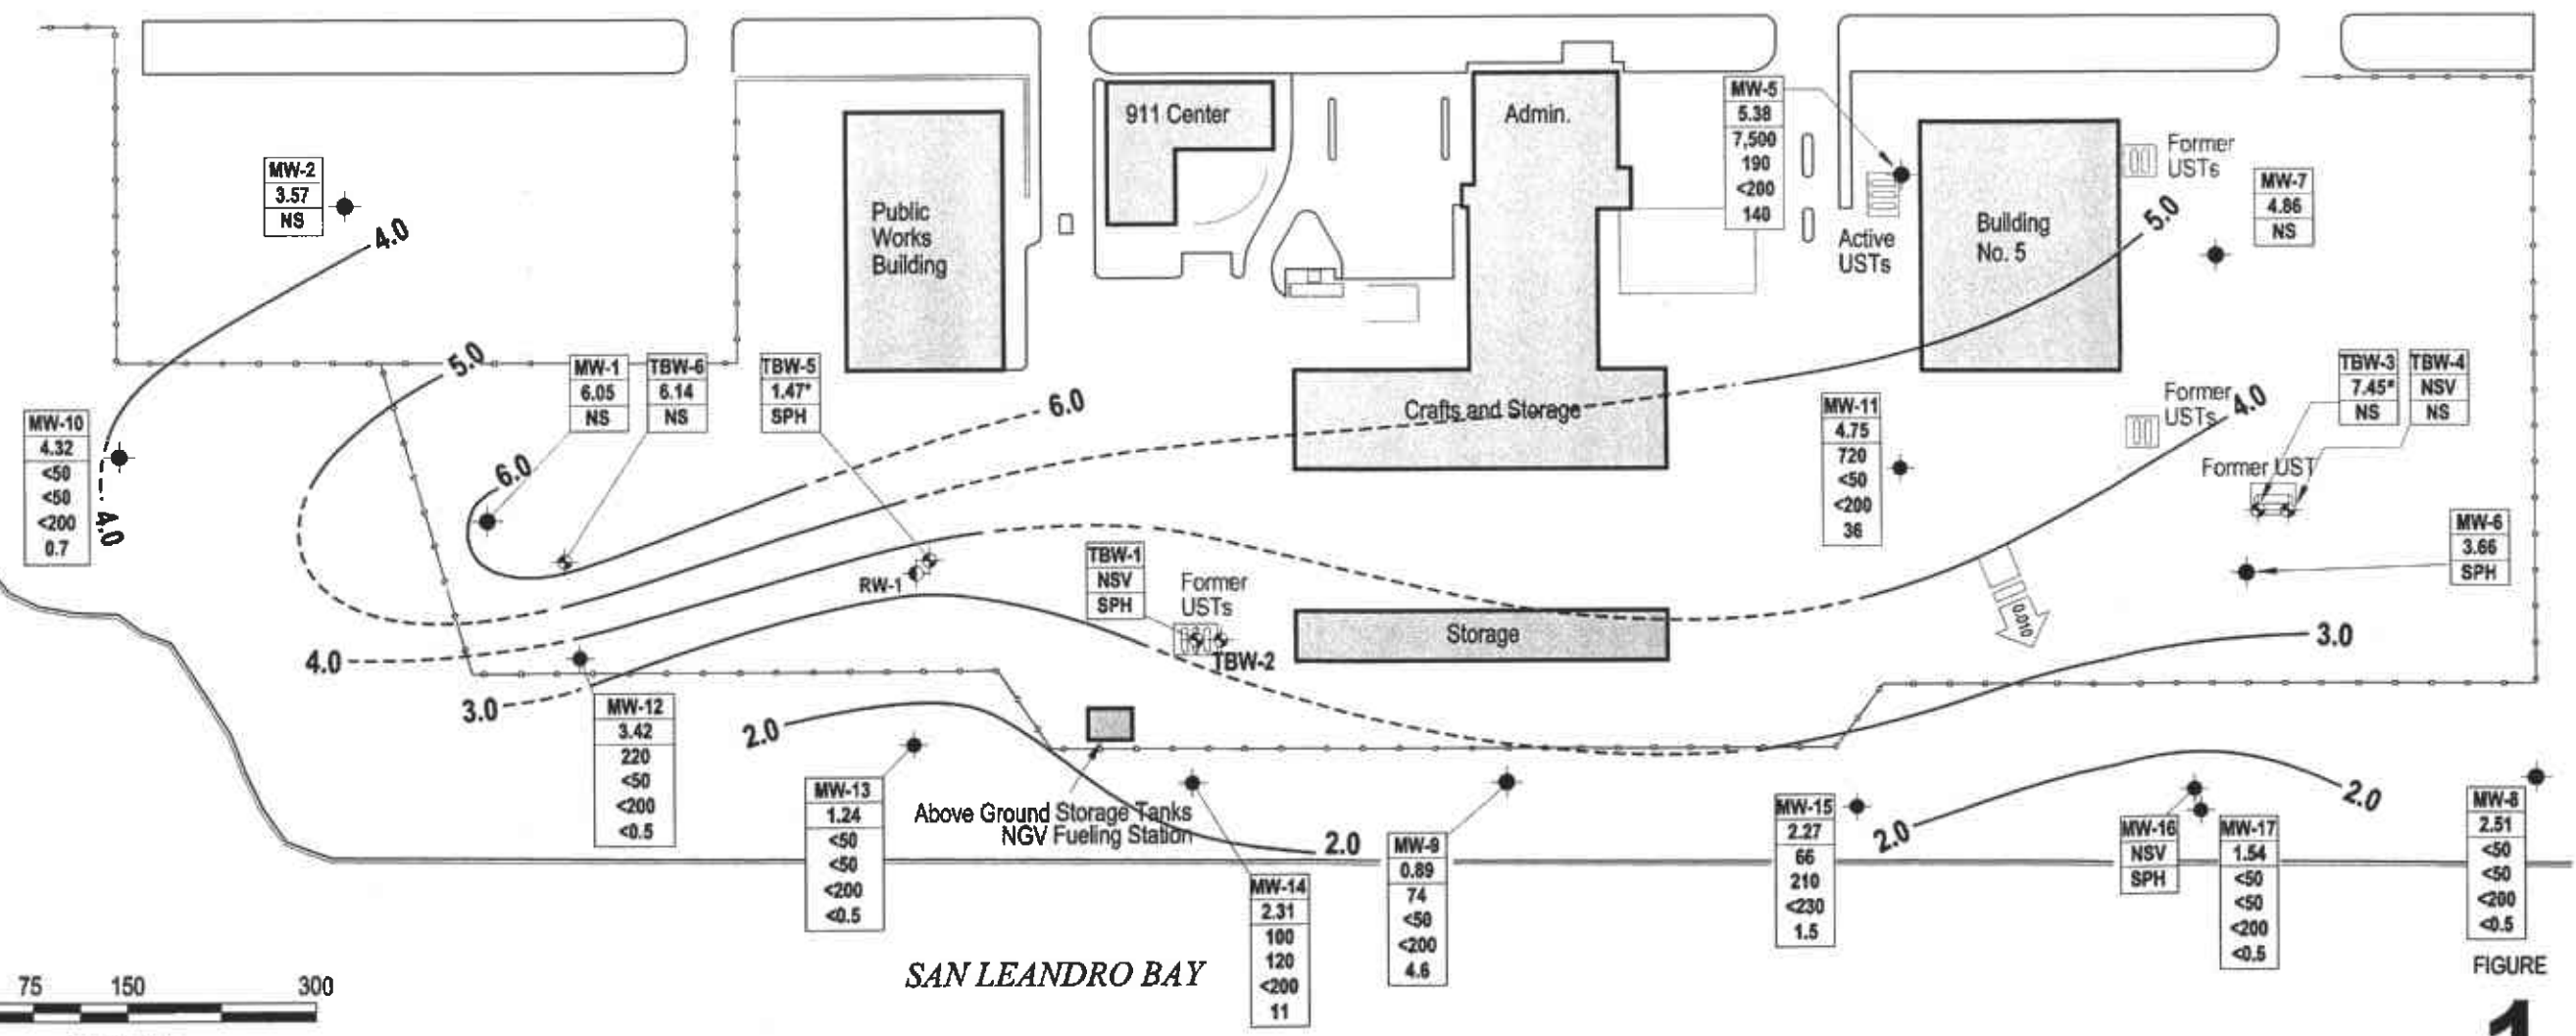 911 Center
Admin.
MW-5
5.38
7,500
190
<200
140
Former
USTs
MW-2
3.57
NS
MW-7
4.86
NS
Public
Works
Building
Active
USTs
Building
No. 5
5.0
4.0
5.0
MW-1
6.05
NS
TBW-6
6.14
NS
TBW-5
1.47*
SPH
6.0
Crafts and Storage
MW-11
4.75
720
<50
<200
36
Former
USTs
4.0
TBW-3
7.45*
NS
TBW-4
NSV
NS
Former UST
MW-10
4.32
<50
<50
<200
0.7
4.0
6.0
MW-6
3.66
SPH
RW-1
TBW-1
NSV
SPH
Former
USTs
TBW-2
Storage
0.010
3.0
4.0
3.0
MW-12
3.42
220
<50
<200
<0.5
2.0
MW-13
1.24
<50
<50
<200
<0.5
Above Ground Storage Tanks
NGV Fueling Station
2.0
MW-14
2.31
100
120
<200
11
MW-9
0.89
74
<50
<200
4.6
MW-15
2.27
66
210
<230
1.5
2.0
2.0
MW-16
NSV
SPH
MW-17
1.54
<50
<50
<200
<0.5
MW-8
2.51
<50
<50
<200
<0.5
SAN LEANDRO BAY
75 150 300
FIGURE
1